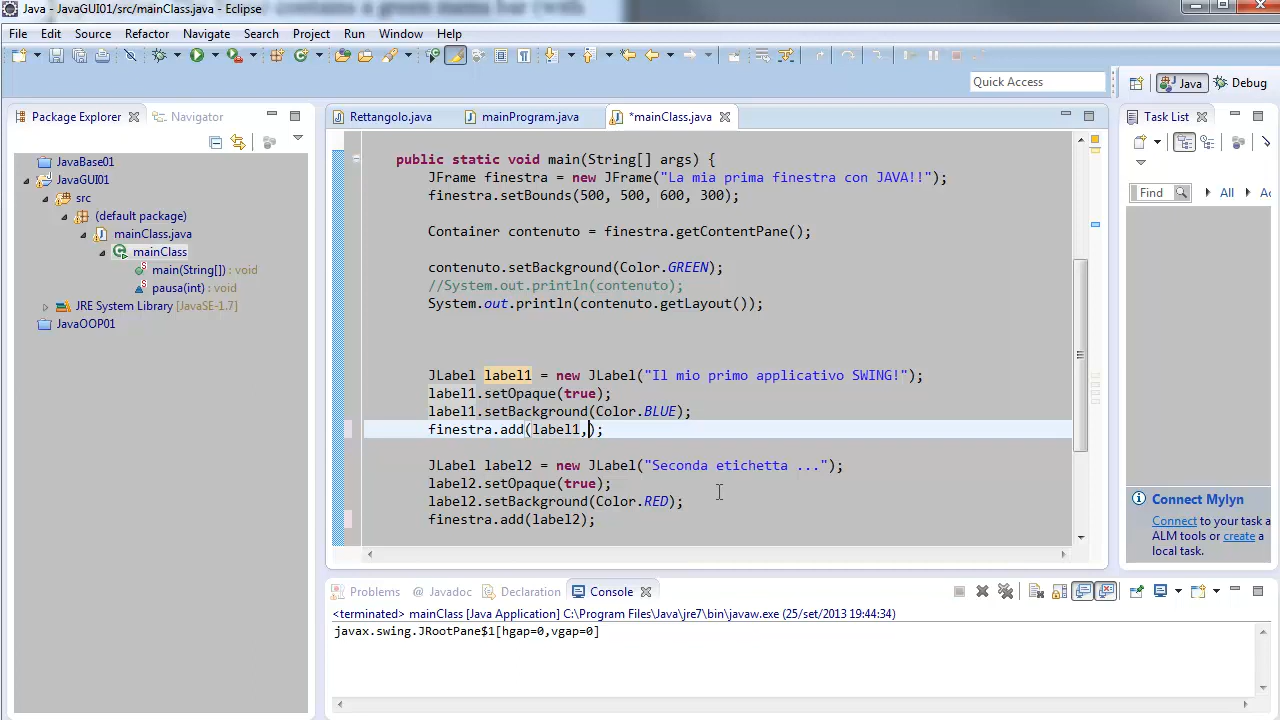 contains a green menu bar (with
Java - JavaGUI01/src/mainClass.java - Eclipse
File Edit Source Refactor Navigate Search Project Run Window Help
Quick Access
Java Debug
Package Explorer Navigator
Rettangolo.java mainProgram.java *mainClass.java
Task List
JavaBase01
JavaGUI01
src
(default package)
mainClass.java
mainClass
main(String[]) : void
pausa(int) : void
JRE System Library [JavaSE-1.7]
JavaOOP01
public static void main(String[] args) {
JFrame finestra = new JFrame("La mia prima finestra con JAVA!!");
finestra.setBounds(500, 500, 600, 300);
Container contenuto = finestra.getContentPane();
contenuto.setBackground(Color.GREEN);
//System.out.println(contenuto);
System.out.println(contenuto.getLayout());
JLabel label1 = new JLabel("Il mio primo applicativo SWING!");
label1.setOpaque(true);
label1.setBackground(Color.BLUE);
finestra.add(label1,);
JLabel label2 = new JLabel("Seconda etichetta ...");
label2.setOpaque(true);
label2.setBackground(Color.RED);
finestra.add(label2);
Find All
Connect Mylyn
Connect to your task a
ALM tools or create a
local task.
Problems @ Javadoc Declaration Console
<terminated> mainClass [Java Application] C:\Program Files\Java\jre7\bin\javaw.exe (25/set/2013 19:44:34)
javax.swing.JRootPane$1[hgap=0,vgap=0]